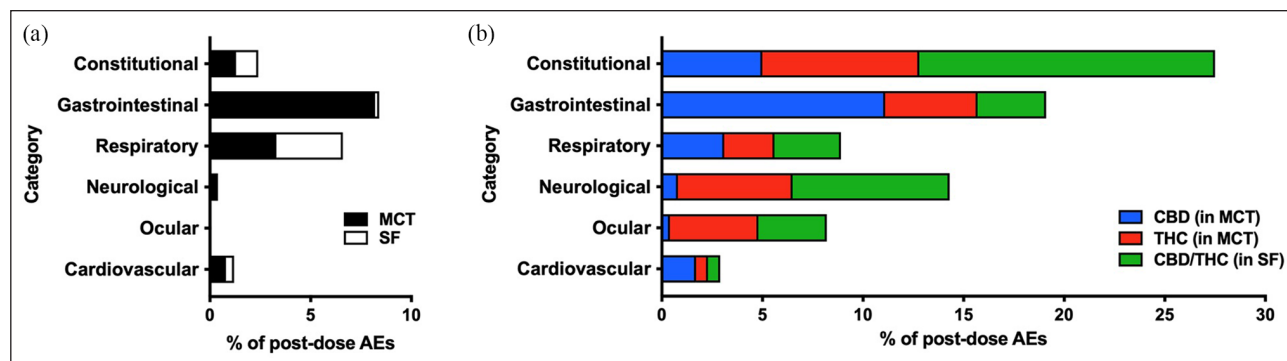 (a)
Category
Constitutional
Gastrointestinal
Respiratory
Neurological
Ocular
Cardiovascular
MCT
SF
0
10
% of post-dose AEs
(b)
Category
Constitutional
Gastrointestinal
Respiratory
Neurological
Ocular
Cardiovascular
CBD (in MCT)
THC (in MCT)
CBD/THC (in SF)
0 5 10 15 20 25 30
% of post-dose AEs